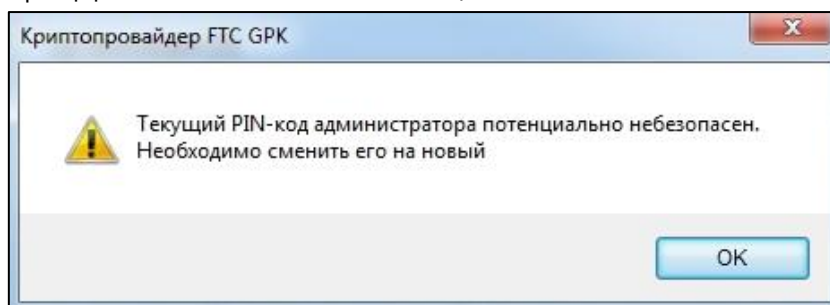 Криптопровайдер FTC GPK
Текущий PIN-код администратора потенциально небезопасен.
Необходимо сменить его на новый
OK